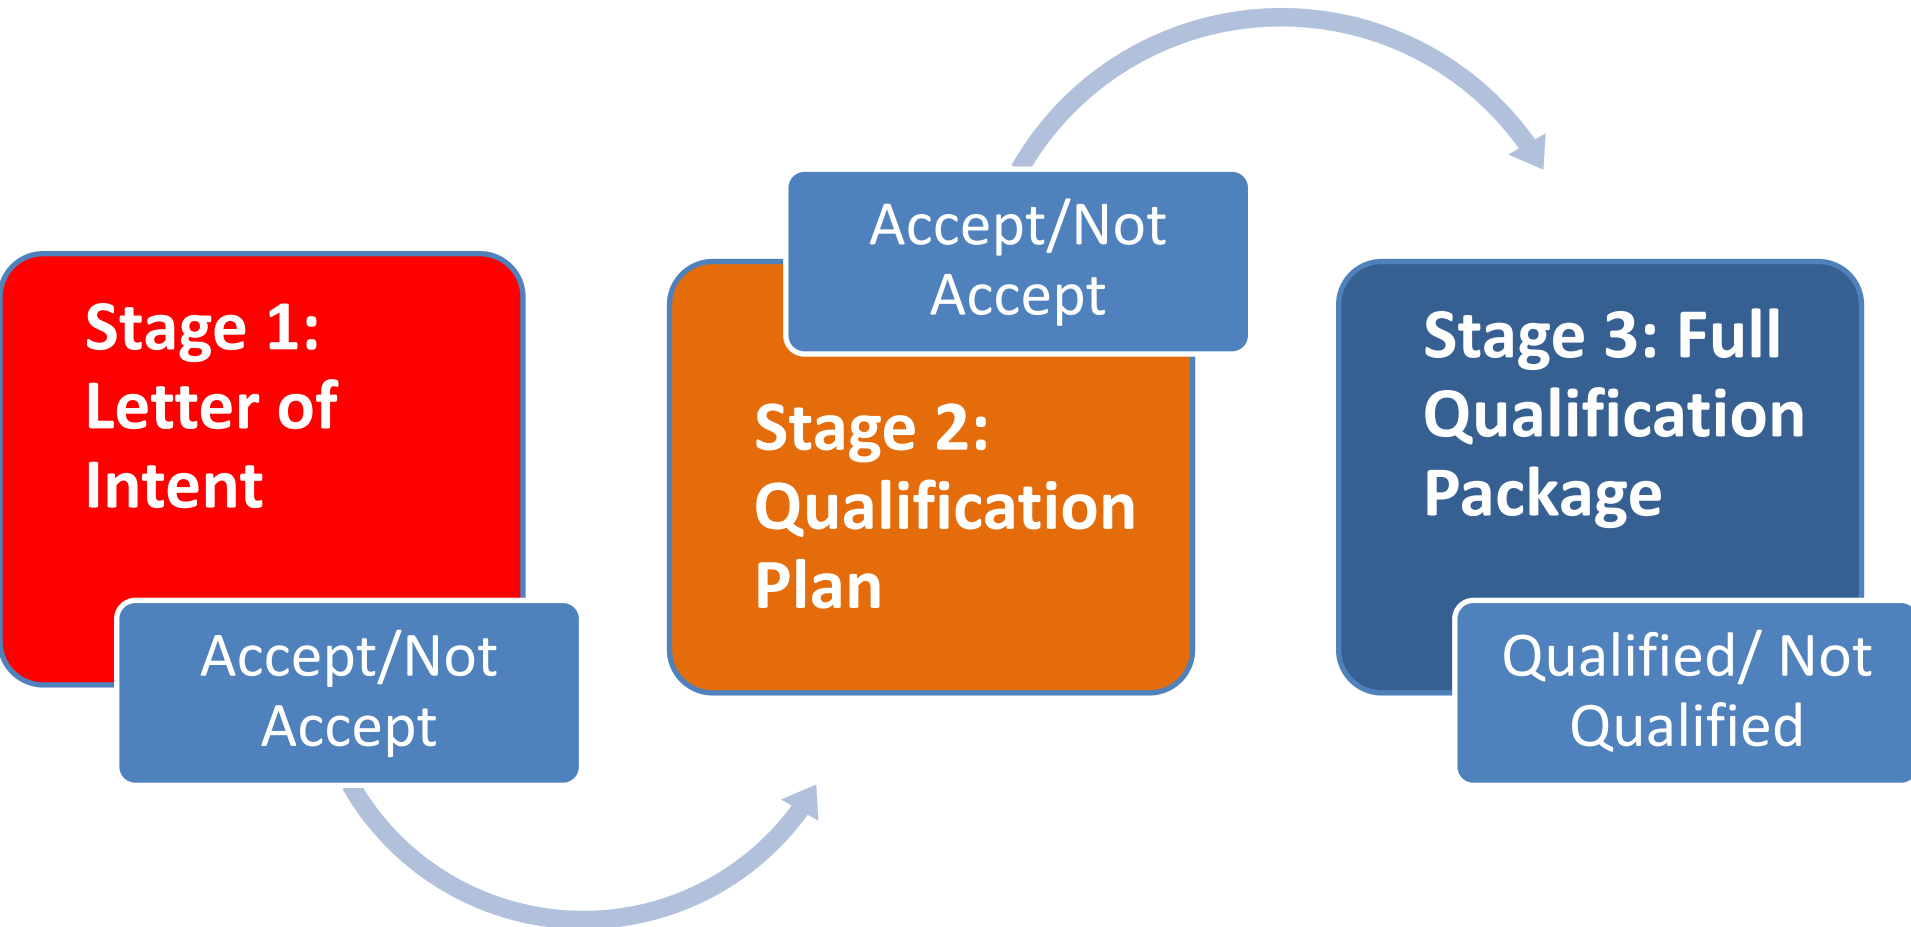 Stage 1:
Letter of
Intent
Accept/Not
Accept
Accept/Not
Accept
Stage 2:
Qualification
Plan
Stage 3: Full
Qualification
Package
Qualified/ Not
Qualified